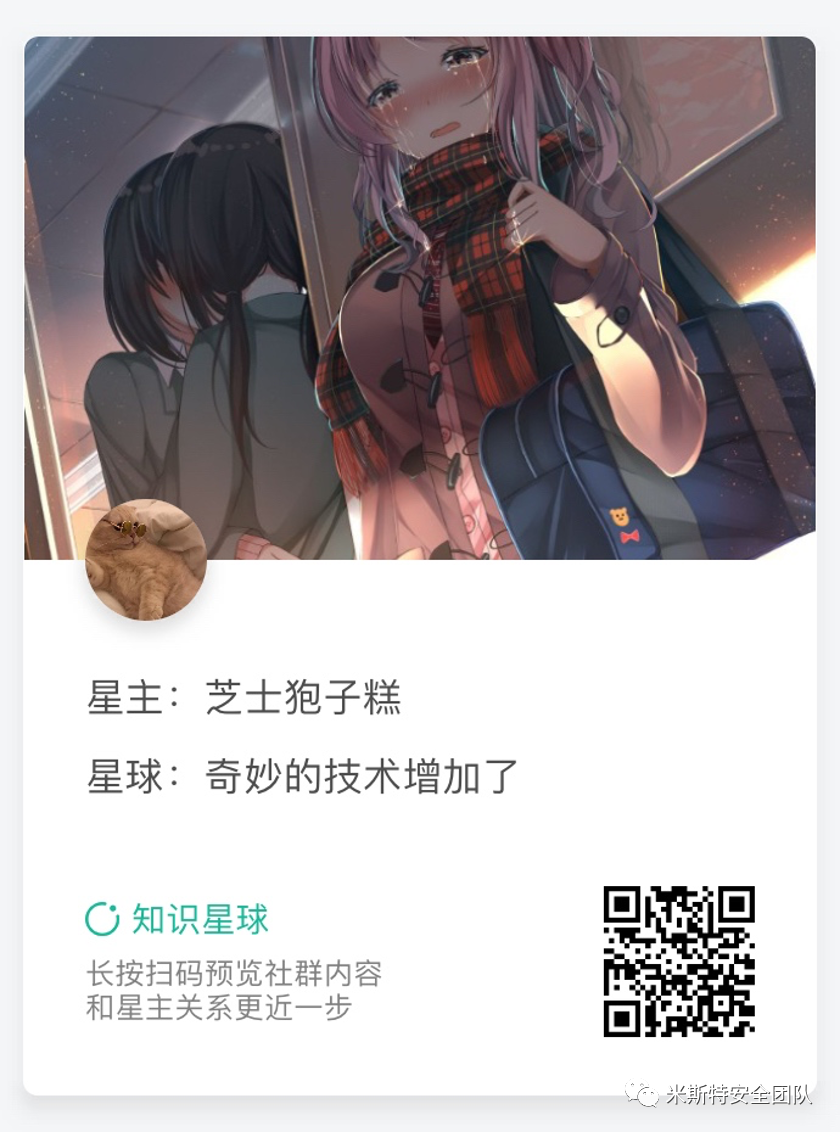 星主：芝士狍子糕
星球：奇妙的技术增加了
知识星球
长按扫码预览社群内容
和星主关系更近一步
米斯特安全团队